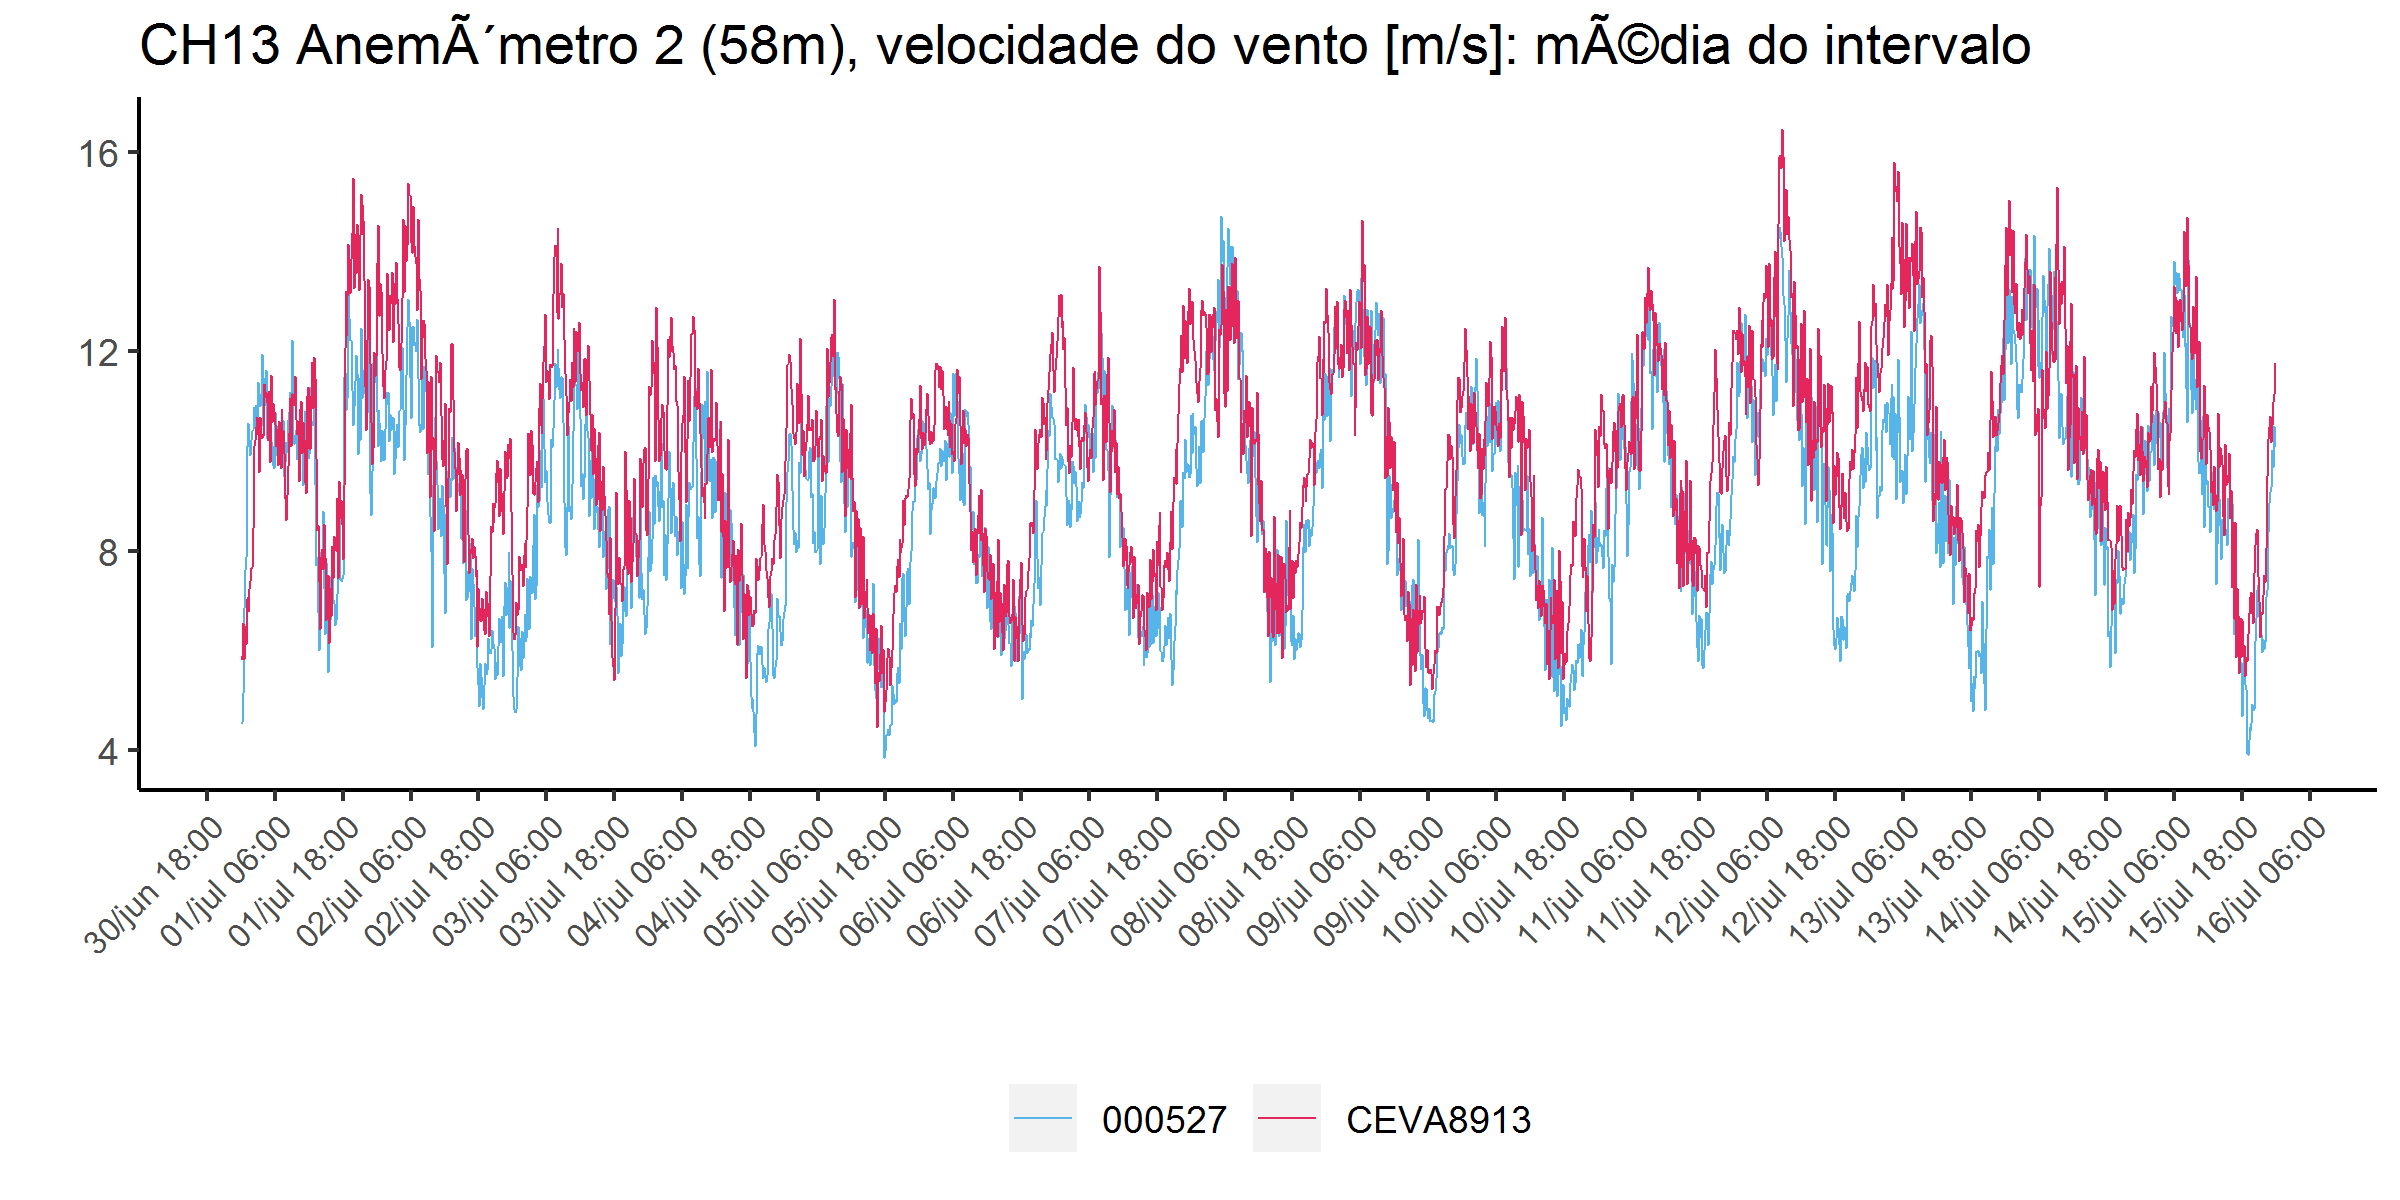 CH13 AnemÃ´metro 2 (58m), velocidade do vento [m/s]: mÃ©dia do intervalo
16
12
8
4
30/jun 18:00
01/jul 06:00
01/jul 18:00
02/jul 06:00
02/jul 18:00
03/jul 06:00
03/jul 18:00
04/jul 06:00
04/jul 18:00
05/jul 06:00
05/jul 18:00
06/jul 06:00
06/jul 18:00
07/jul 06:00
07/jul 18:00
08/jul 06:00
08/jul 18:00
09/jul 06:00
09/jul 18:00
10/jul 06:00
10/jul 18:00
11/jul 06:00
11/jul 18:00
12/jul 06:00
12/jul 18:00
13/jul 06:00
13/jul 18:00
14/jul 06:00
14/jul 18:00
15/jul 06:00
15/jul 18:00
16/jul 06:00
000527
CEVA8913